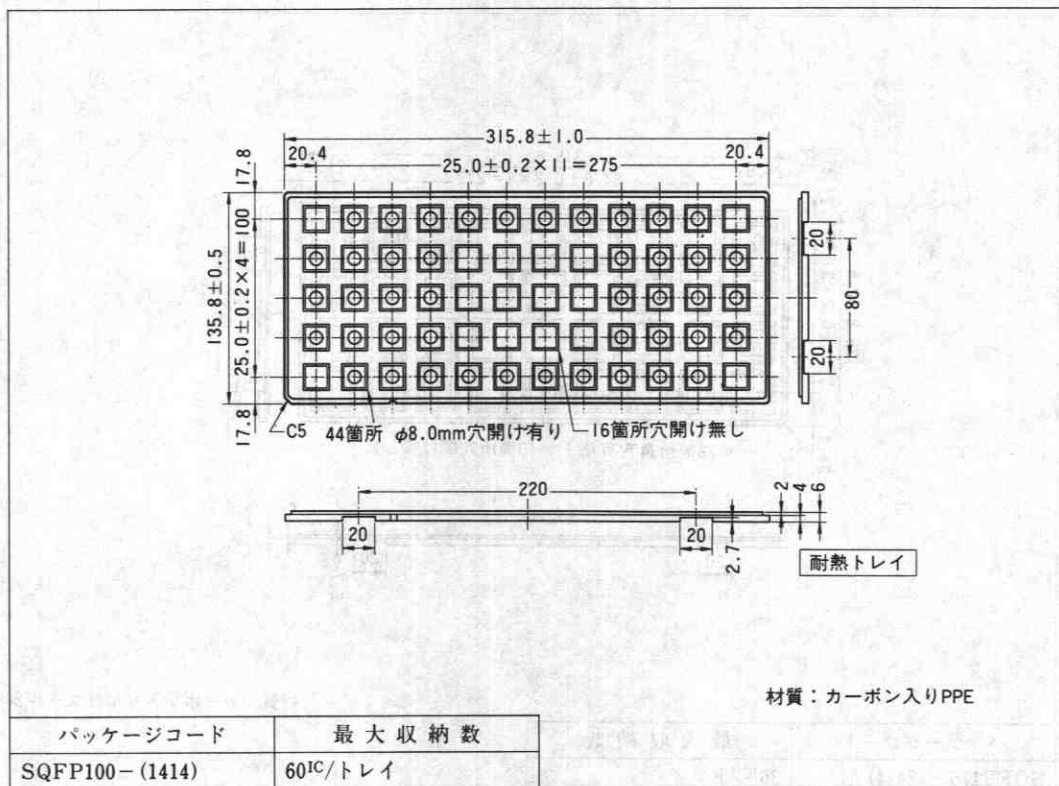 315.8±1.0
20.4
25.0±0.2×11=275
20.4
17.8
135.8±0.5
25.0±0.2×4=100
17.8
20
80
20
C5
44箇所 φ8.0mm穴開け有り
16箇所穴開け無し
220
20
20
2.7
2
4
6
耐熱トレイ
材質：カーボン入りPPE
パッケージコード
最大収納数
SQFP100-(1414)
60IC/トレイ